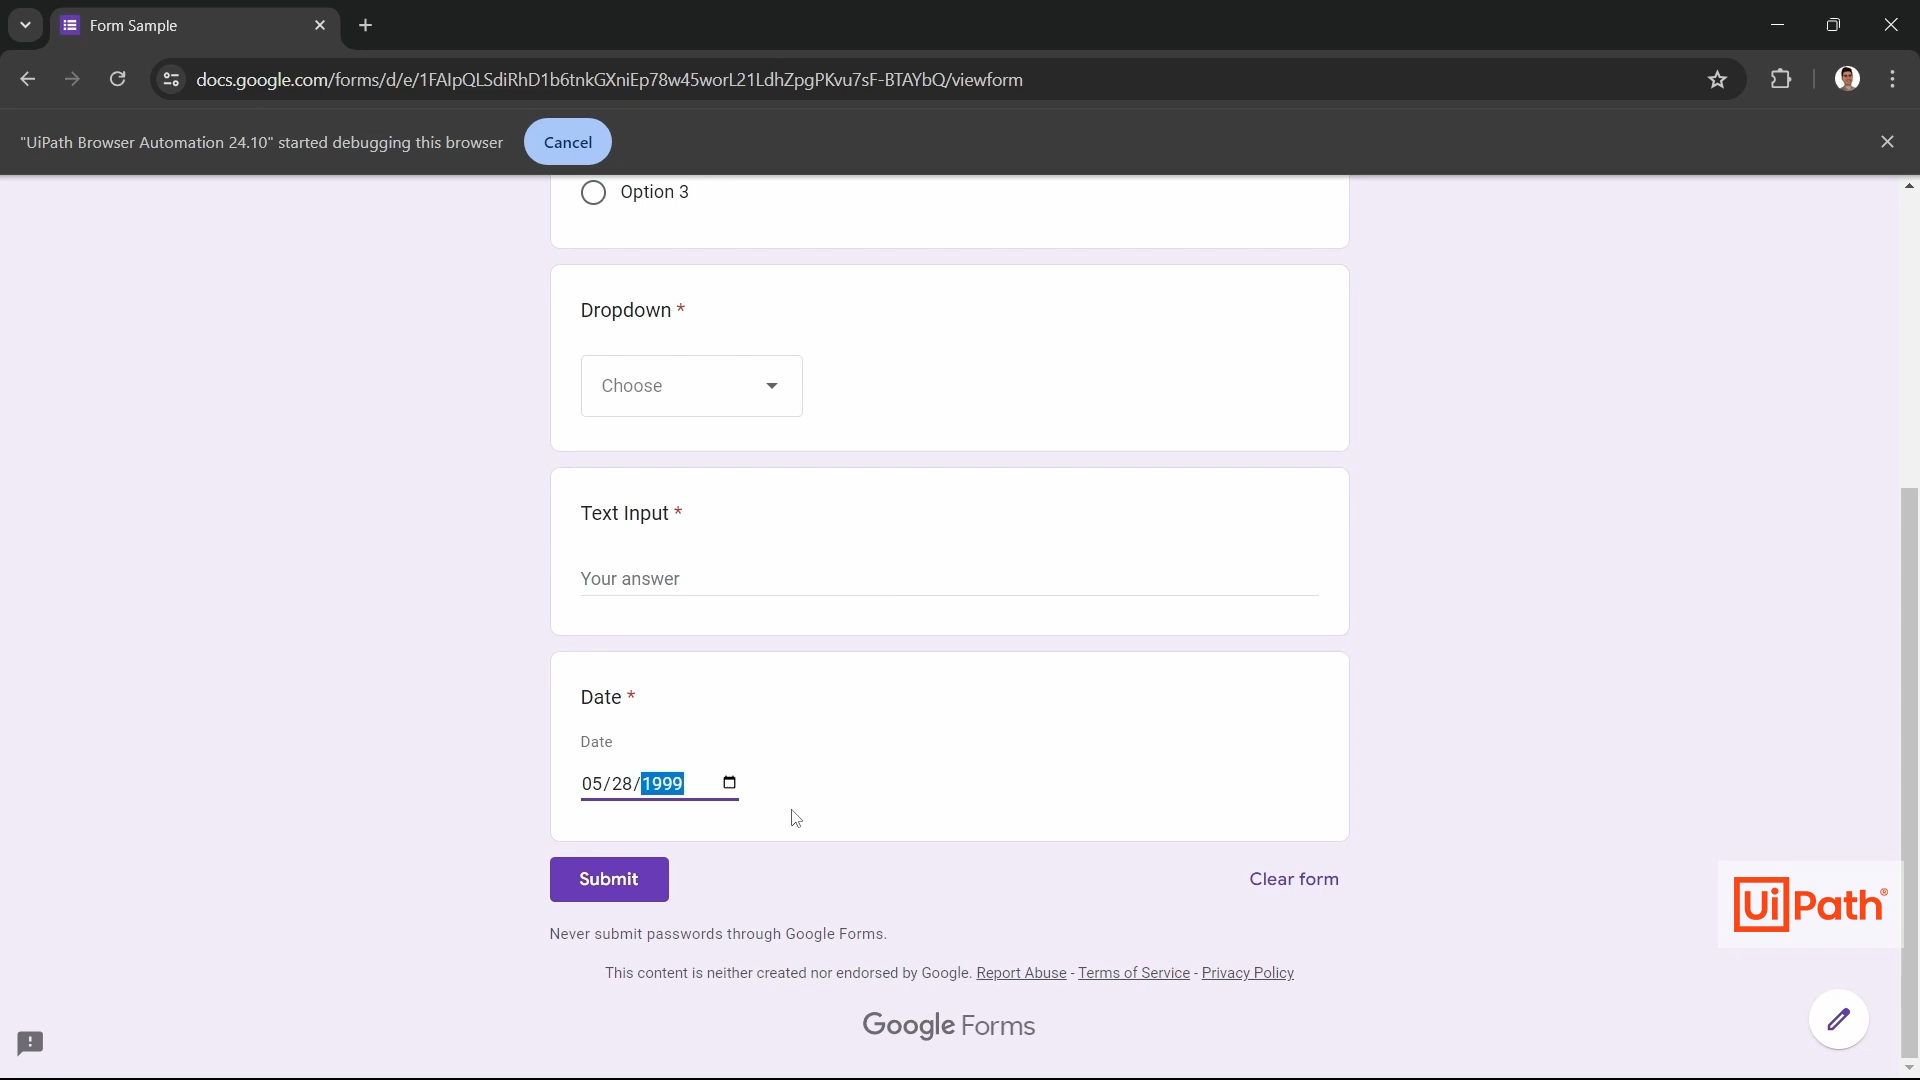 Form Sample
docs.google.com/forms/d/e/1FAIpQLSdiRhD1b6tnkGXniEp78w45worL21LdhZpgPKvu7sF-BTAYbQ/viewform
"UiPath Browser Automation 24.10" started debugging this browser
Cancel
Option 3
Dropdown *
Choose
Text Input *
Your answer
Date *
Date
05/28/1999
Submit
Clear form
UiPath®
Never submit passwords through Google Forms.
This content is neither created nor endorsed by Google. Report Abuse - Terms of Service - Privacy Policy
Google Forms